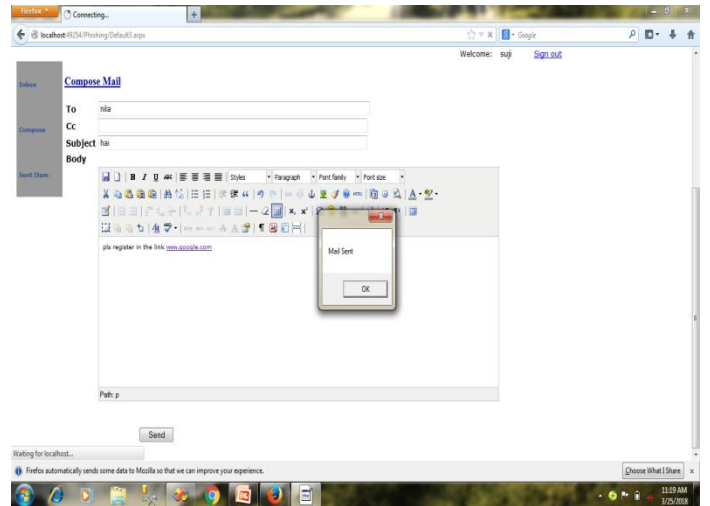 Firefox
Connecting...
+
localhost:49254/Phishing/Default3.aspx
Google
Welcome: suji Sign out
Inbox
Compose
Sent Item
Compose Mail
To nila
Cc
Subject hai
Body
B I U ABC Styles Paragraph Font family Font size
pls register in the link www.google.com
Mail Sent
OK
Path: p
Send
Waiting for localhost...
Firefox automatically sends some data to Mozilla so that we can improve your experience.
Choose What I Share x
11:19 AM
1/25/2018